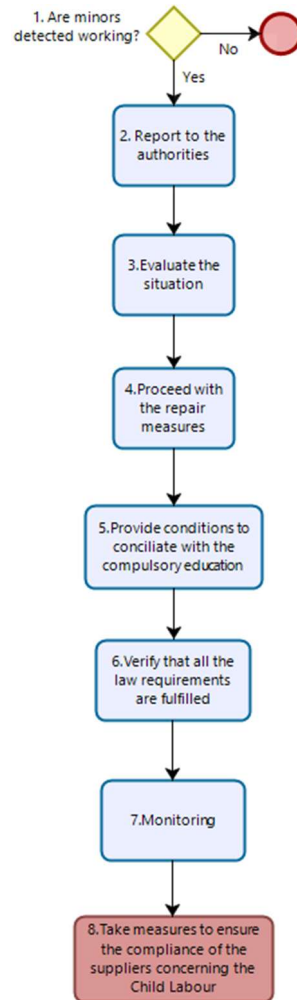 1. Are minors
detected working?
No
Yes
2. Report to the
authorities
3.Evaluate the
situation
4.Proceed with
the repair
measures
5.Provide conditions to
conciliate with the
compulsory education
6.Verify that all the
law requirements
are fulfilled
7.Monitoring
8.Take measures to ensure
the compliance of the
suppliers concerning the
Child Labour